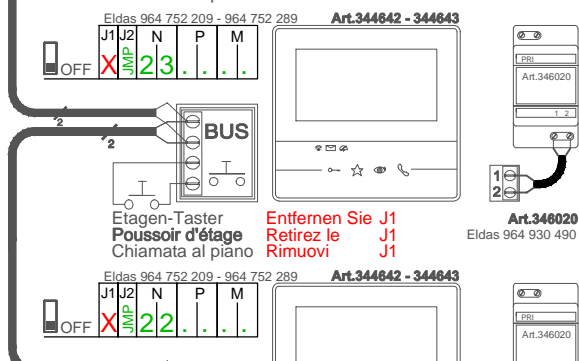 Eldas 964 752 209 - 964 752 289 Art.344642 - 344643
J1 J2 N P M
OFF X JMP 2 3 . . . .
PRI
Art.346020
1 2
2
2
BUS
1
2
Etagen-Taster Entfernen Sie J1
Poussoir d'étage Retirez le J1
Chiamata al piano Rimuovi J1
Art.346020
Eldas 964 930 490
Eldas 964 752 209 - 964 752 289 Art.344642 - 344643
J1 J2 N P M
OFF X JMP 2 2 . . . .
PRI
Art.346020